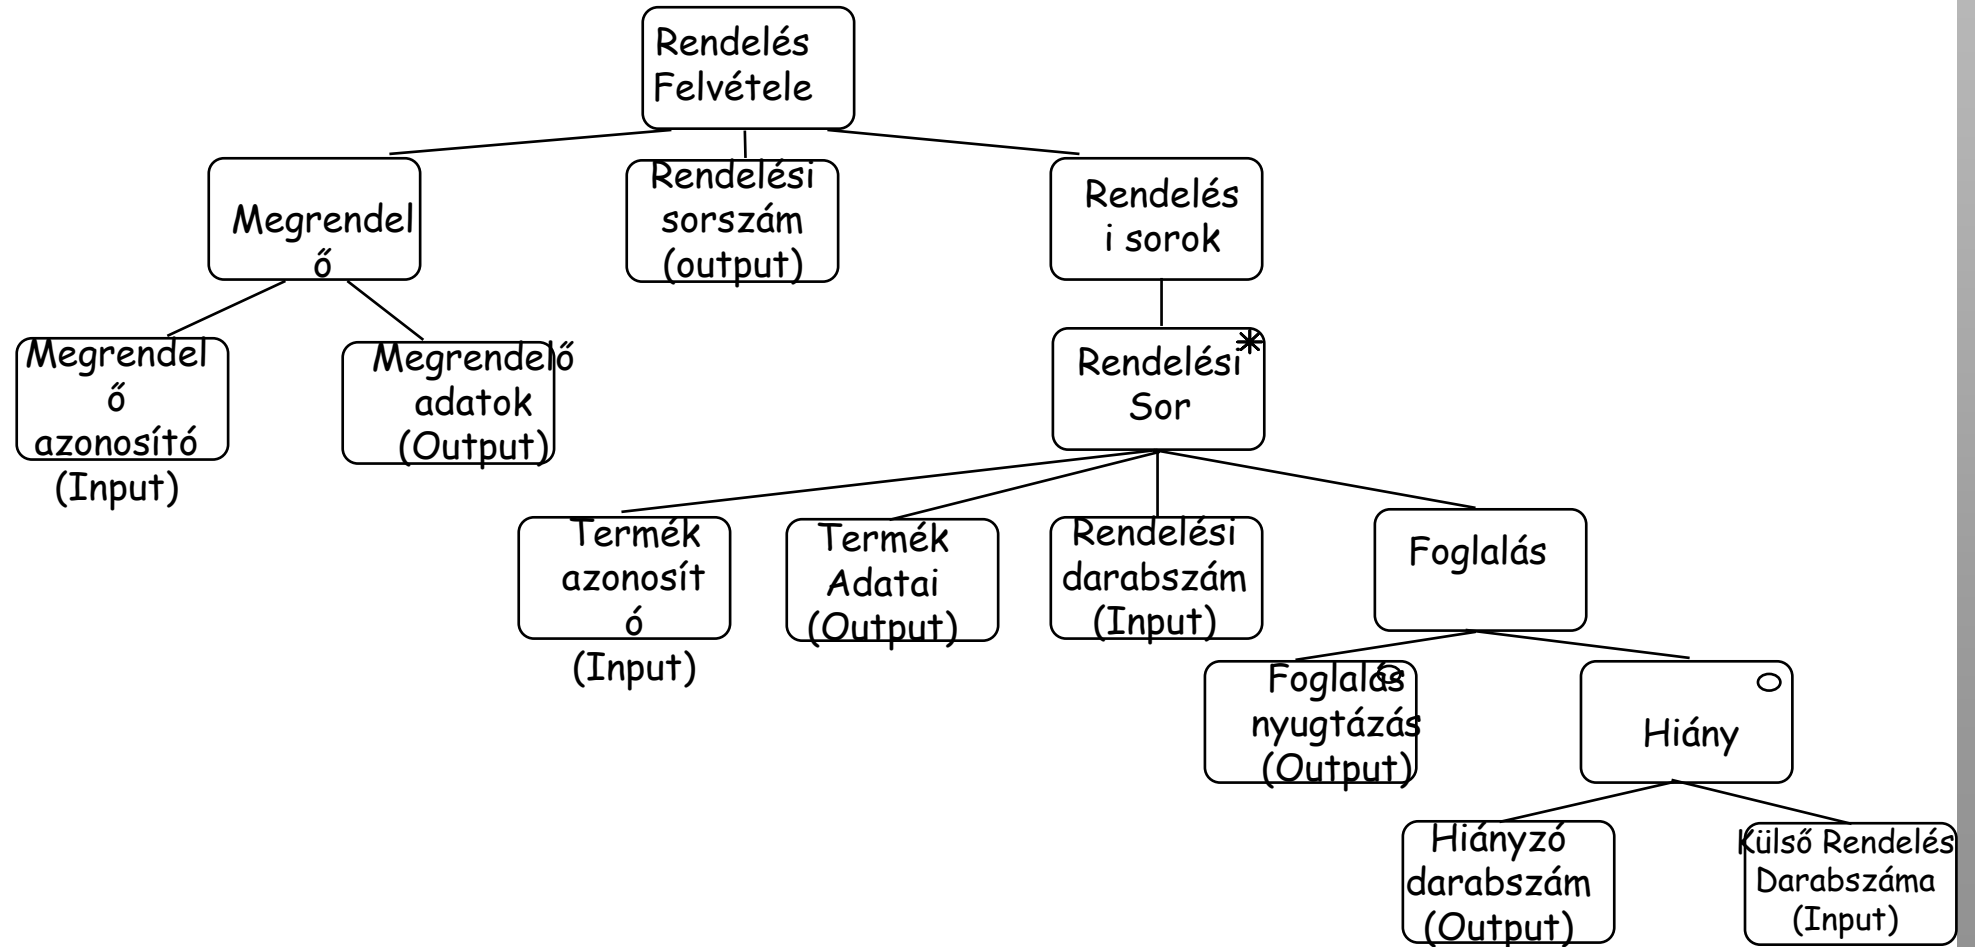 Rendelés
Felvétele
Megrendel
ő
Rendelési
sorszám
(output)
Rendelés
i sorok
Megrendel
ő
azonosító
(Input)
Megrendelő
adatok
(Output)
Rendelési
Sor
Termék
azonosít
ó
(Input)
Termék
Adatai
(Output)
Rendelési
darabszám
(Input)
Foglalás
Foglalás
nyugtázás
(Output)
Hiány
Hiányzó
darabszám
(Output)
Külső Rendelés
Darabszáma
(Input)